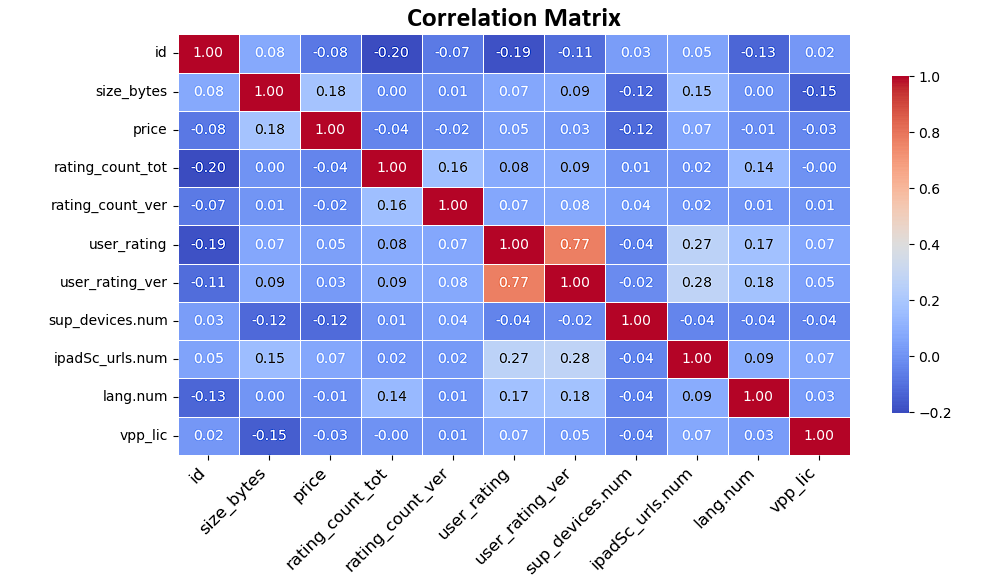 Correlation Matrix
id 1.00 0.08 -0.08 -0.20 -0.07 -0.19 -0.11 0.03 0.05 -0.13 0.02
size_bytes 0.08 1.00 0.18 0.00 0.01 0.07 0.09 -0.12 0.15 0.00 -0.15
price -0.08 0.18 1.00 -0.04 -0.02 0.05 0.03 -0.12 0.07 -0.01 -0.03
rating_count_tot -0.20 0.00 -0.04 1.00 0.16 0.08 0.09 0.01 0.02 0.14 -0.00
rating_count_ver -0.07 0.01 -0.02 0.16 1.00 0.07 0.08 0.04 0.02 0.01 0.01
user_rating -0.19 0.07 0.05 0.08 0.07 1.00 0.77 -0.04 0.27 0.17 0.07
user_rating_ver -0.11 0.09 0.03 0.09 0.08 0.77 1.00 -0.02 0.28 0.18 0.05
sup_devices.num 0.03 -0.12 -0.12 0.01 0.04 -0.04 -0.02 1.00 -0.04 -0.04 -0.04
ipadSc_urls.num 0.05 0.15 0.07 0.02 0.02 0.27 0.28 -0.04 1.00 0.09 0.07
lang.num -0.13 0.00 -0.01 0.14 0.01 0.17 0.18 -0.04 0.09 1.00 0.03
vpp_lic 0.02 -0.15 -0.03 -0.00 0.01 0.07 0.05 -0.04 0.07 0.03 1.00
id size_bytes price rating_count_tot rating_count_ver user_rating user_rating_ver sup_devices.num ipadSc_urls.num lang.num vpp_lic
1.0
0.8
0.6
0.4
0.2
0.0
−0.2